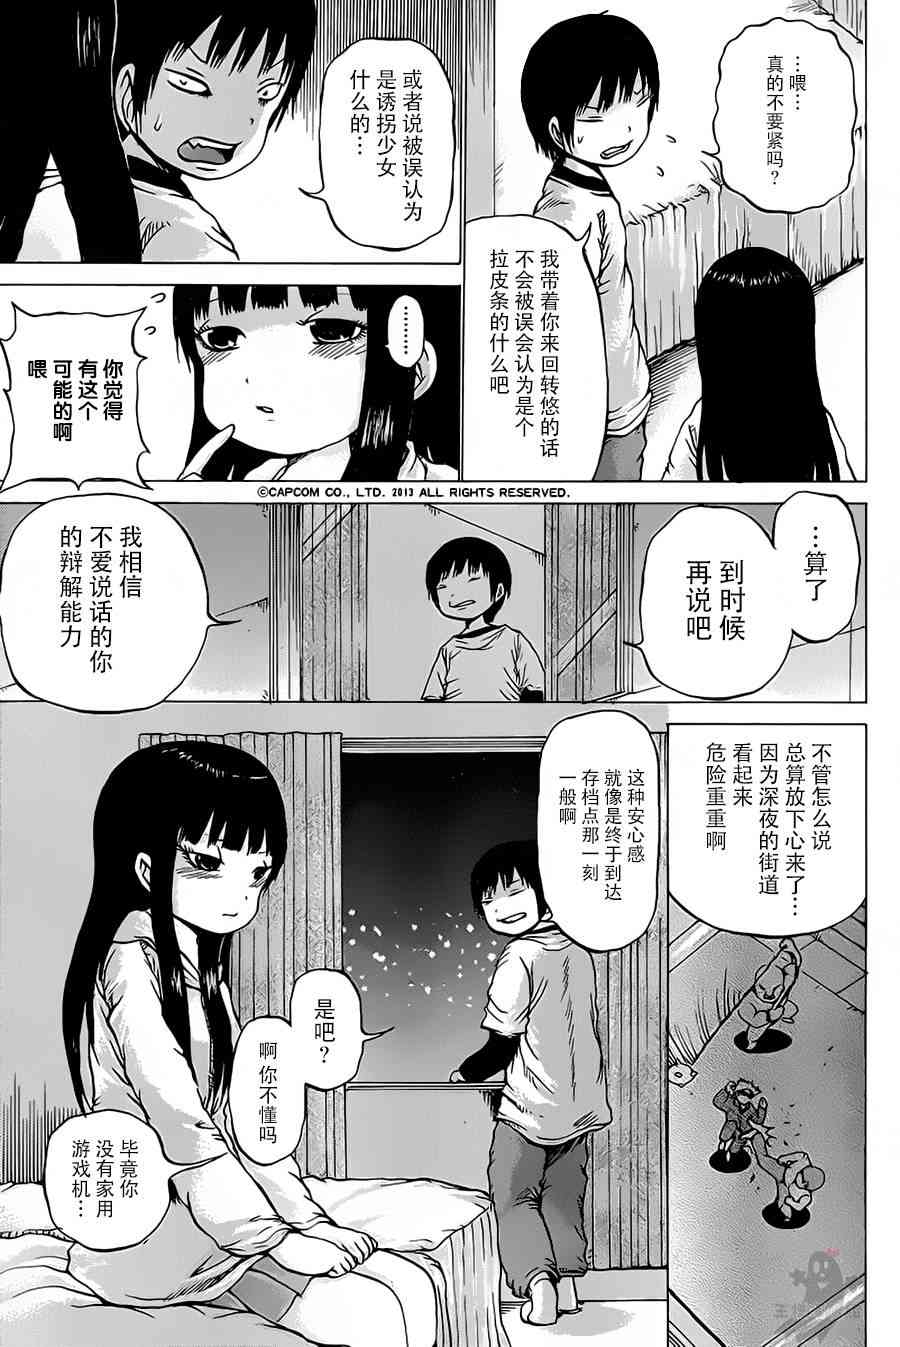 …喂…
真的不要紧吗？
我带着你来回转悠的话
不会被误会认为是个
拉皮条的什么吧
或者说被误认为
是诱拐少女
什么的…
………
你觉得
有这个
可能的啊
喂
©CAPCOM CO., LTD. 2013 ALL RIGHTS RESERVED.
…算了
到时候
再说吧
我相信
不爱说话的你
的辩解能力
不管怎么说
总算放下心来了…
因为深夜的街道
看起来
危险重重啊
这种安心感
就像是终于到达
存档点那一刻
一般啊
是吧？
啊 你不懂吗
毕竟你
没有家用
游戏机…